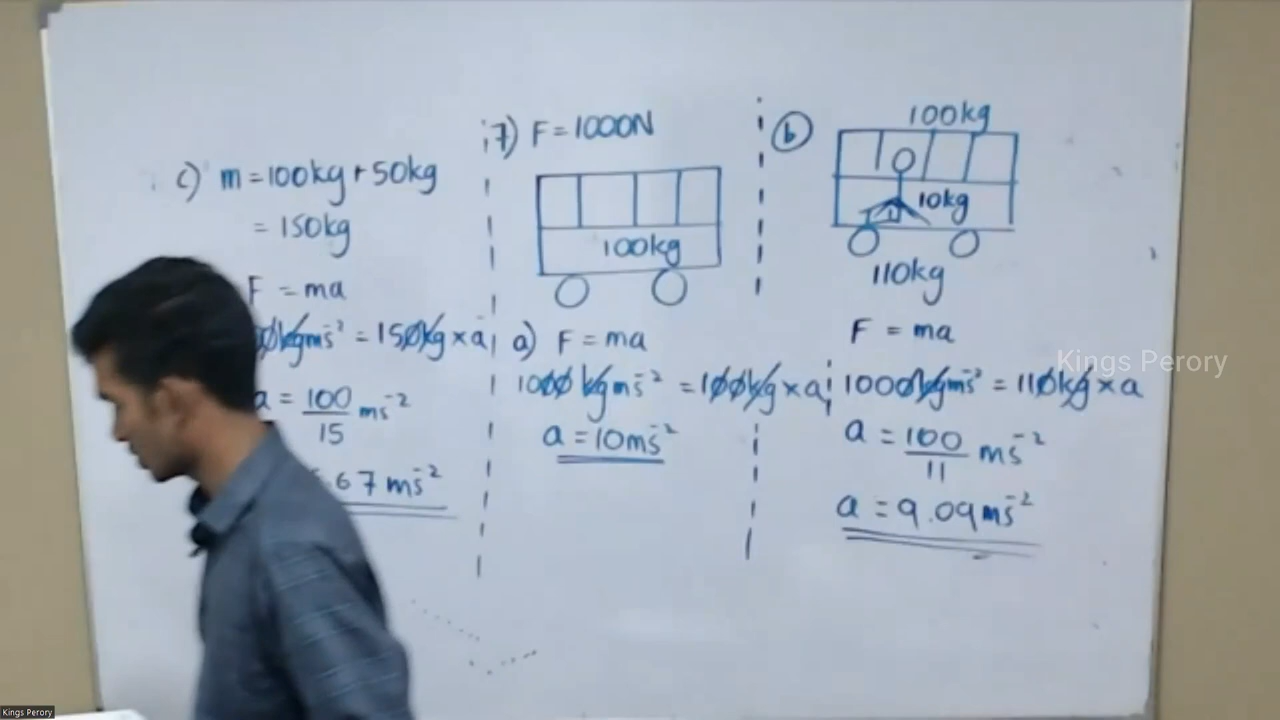 c) m = 100kg + 50kg
= 150kg
F = ma
0kgms⁻² = 150kg × a
a = 100/15 ms⁻²
67 ms⁻²
7) F = 1000N
100kg
a) F = ma
1000 kgms⁻² = 100kg × a
a = 10ms⁻²
b
100kg
10kg
110kg
F = ma
1000kgms⁻² = 110kg × a
a = 100/11 ms⁻²
a = 9.09ms⁻²
Kings Perory
Kings Perory